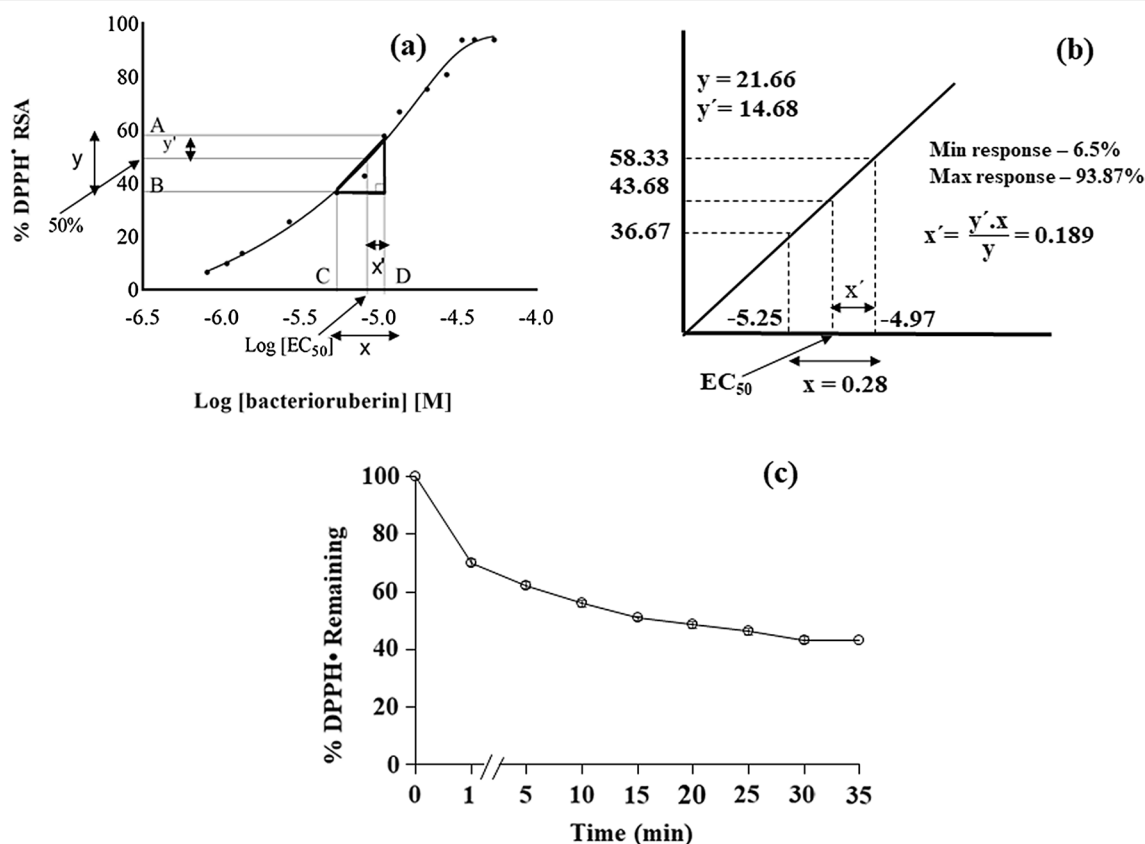 (a)
100
80
60
40
20
0
% DPPH• RSA
A
y'
y
B
50%
C
x'
D
-6.5 -6.0 -5.5 -5.0 -4.5 -4.0
Log [EC50]
x
Log [bacterioruberin] [M]
(b)
y = 21.66
y´= 14.68
58.33
43.68
36.67
Min response – 6.5%
Max response – 93.87%
x´= y´.x / y = 0.189
x´
-5.25
-4.97
EC50
x = 0.28
(c)
100
80
60
40
20
0
% DPPH• Remaining
0 1 5 10 15 20 25 30 35
Time (min)